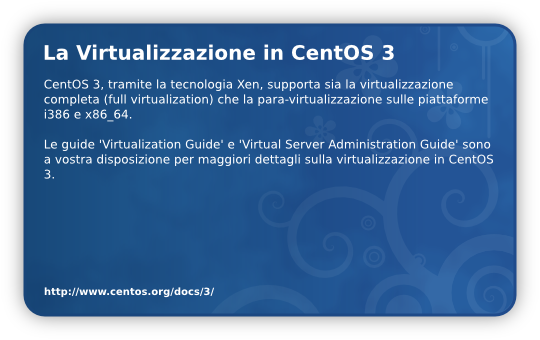 La Virtualizzazione in CentOS 3
CentOS 3, tramite la tecnologia Xen, supporta sia la virtualizzazione
completa (full virtualization) che la para-virtualizzazione sulle piattaforme
i386 e x86_64.
Le guide 'Virtualization Guide' e 'Virtual Server Administration Guide' sono
a vostra disposizione per maggiori dettagli sulla virtualizzazione in CentOS
3.
http://www.centos.org/docs/3/